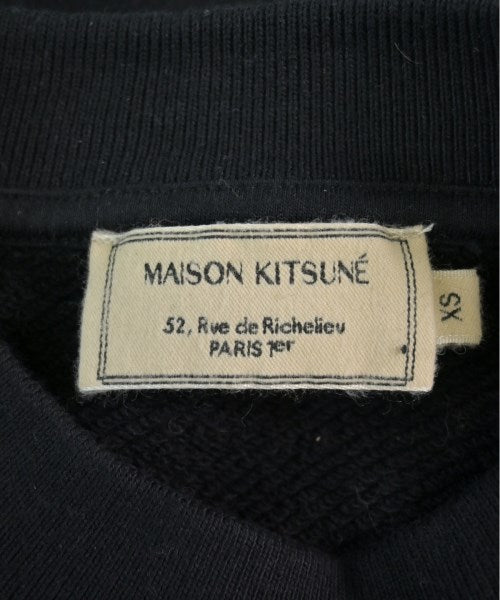 MAISON KITSUNÉ
52, Rue de Richelieu
PARIS 1er
XS